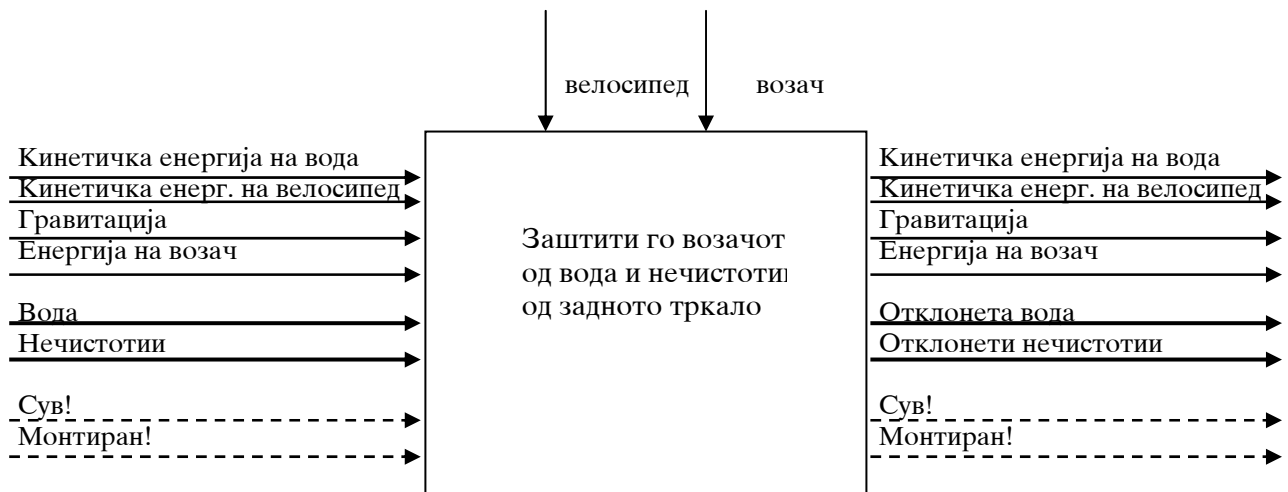 велосипед
возач
Кинетичка енергија на вода
Кинетичка енерг. на велосипед
Гравитација
Енергија на возач
Вода
Нечистотии
Сув!
Монтиран!
Заштити го возачот
од вода и нечистоти
од задното тркало
Кинетичка енергија на вода
Кинетичка енерг. на велосипед
Гравитација
Енергија на возач
Отклонета вода
Отклонети нечистотии
Сув!
Монтиран!